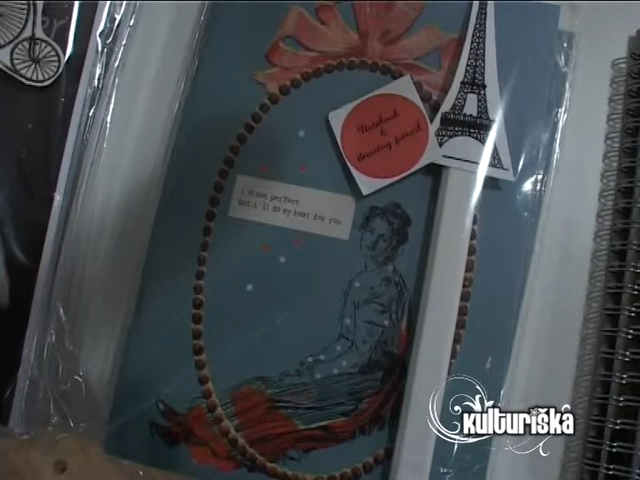 Notebook
&
drawing pencil
i'm not perfect
but i'll do my best for you
kulturiška